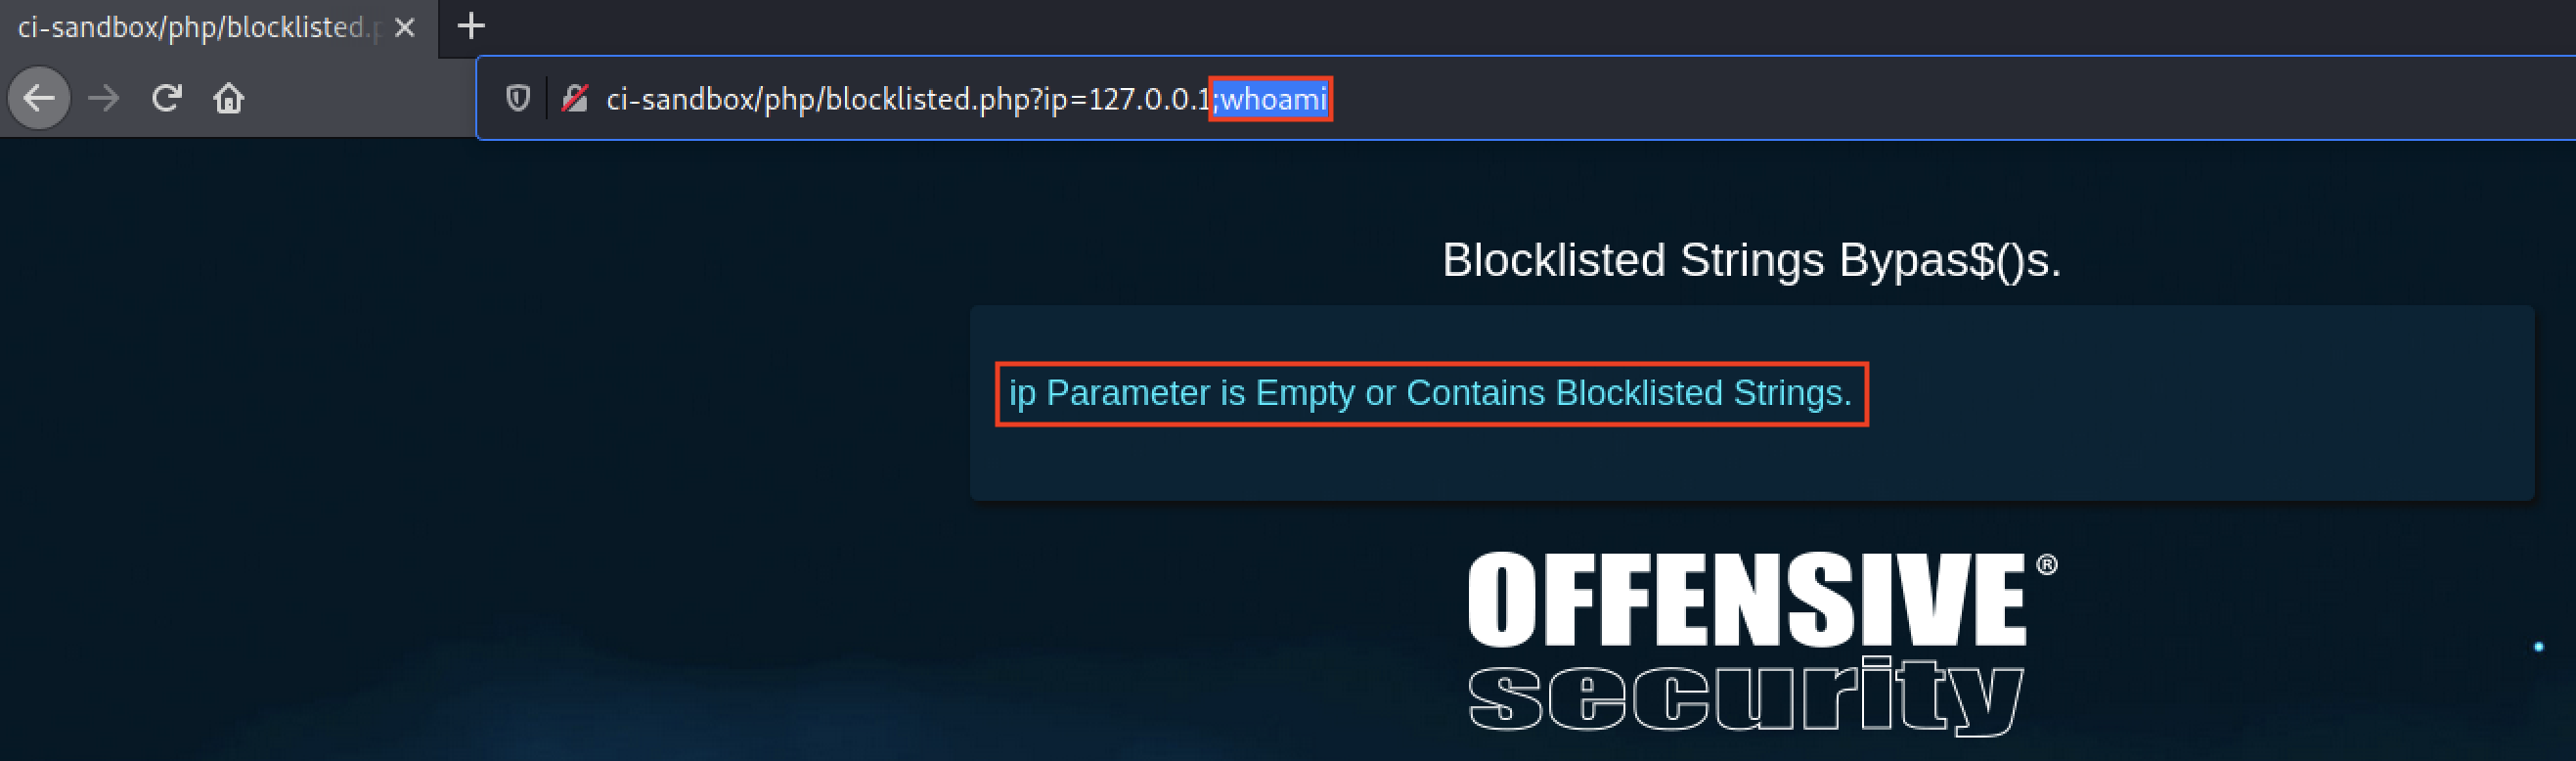 ci-sandbox/php/blocklisted.p
ci-sandbox/php/blocklisted.php?ip=127.0.0.1;whoami
Blocklisted Strings Bypas$()s.
ip Parameter is Empty or Contains Blocklisted Strings.
OFFENSIVE®
security